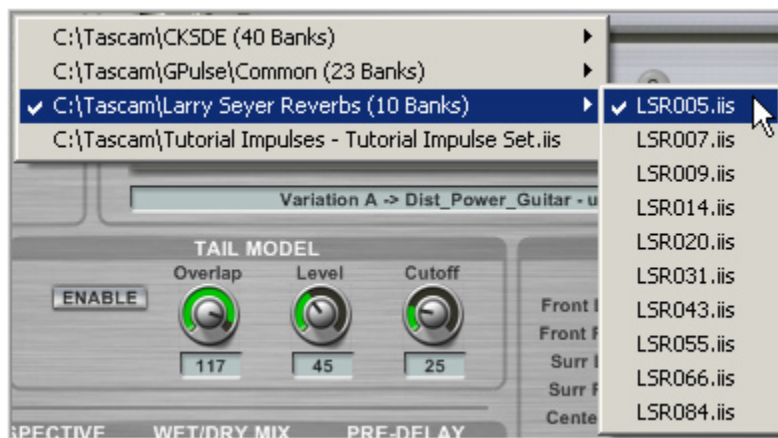 C:\Tascam\CKSDE (40 Banks)
C:\Tascam\GPulse\Common (23 Banks)
C:\Tascam\Larry Seyer Reverbs (10 Banks)
C:\Tascam\Tutorial Impulses - Tutorial Impulse Set.iis
LSR005.iis
LSR007.iis
LSR009.iis
LSR014.iis
LSR020.iis
LSR031.iis
LSR043.iis
LSR055.iis
LSR066.iis
LSR084.iis
Variation A -> Dist_Power_Guitar - u
TAIL MODEL
Overlap Level Cutoff
ENABLE
117 45 25
Front
Front
Surr
Surr
Cente
SPECTIVE WET/DRY MIX PRE-DELAY